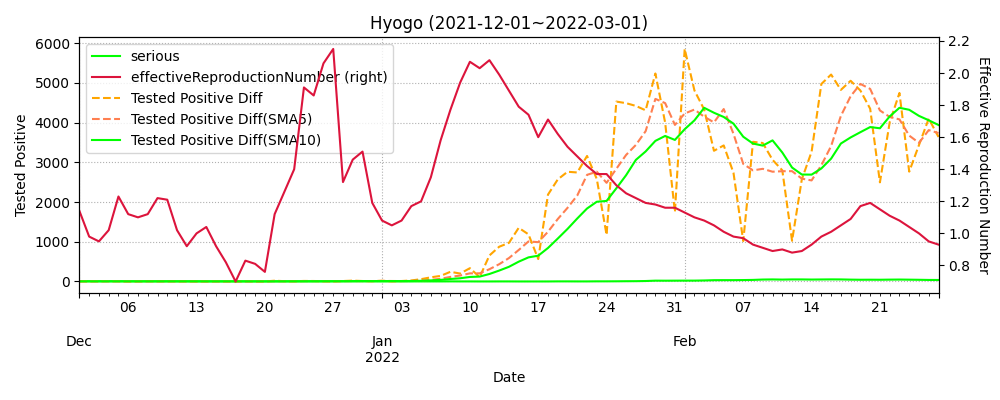 Hyogo (2021-12-01~2022-03-01)
serious
effectiveReproductionNumber (right)
Tested Positive Diff
Tested Positive Diff(SMA5)
Tested Positive Diff(SMA10)
Tested Positive
6000
5000
4000
3000
2000
1000
0
2.2
2.0
1.8
1.6
1.4
1.2
1.0
0.8
Effective Reproduction Number
06 13 20 27 03 10 17 24 31 07 14 21
Dec Jan Feb
2022
Date